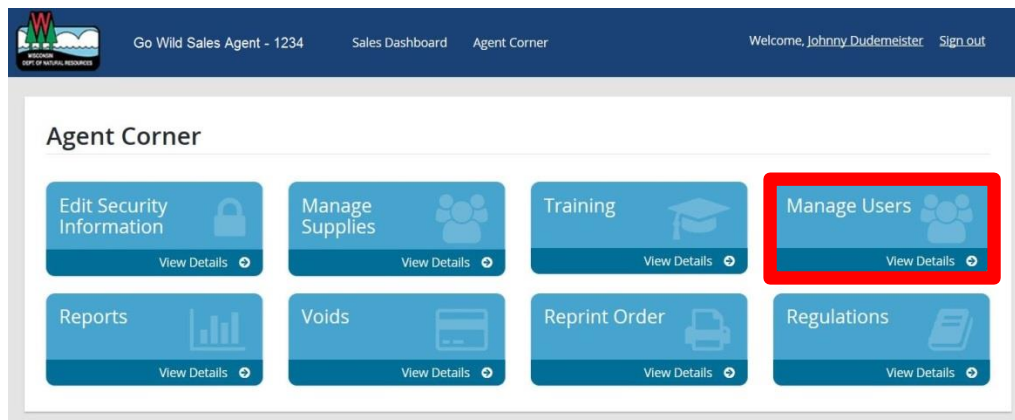 W
WISCONSIN
DEPT. OF NATURAL RESOURCES
Go Wild Sales Agent - 1234 Sales Dashboard Agent Corner Welcome, Johnny Dudemeister Sign out
Agent Corner
Edit Security
Information
View Details
Manage
Supplies
View Details
Training
View Details
Manage Users
View Details
Reports
View Details
Voids
View Details
Reprint Order
View Details
Regulations
View Details